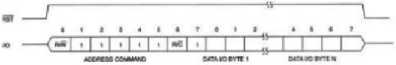 RST
0 1 2 3 4 5 6 7 0 1 2 4 5 6 7
I/O R/W 1 1 1 1 1 R/C 1
ADDRESS COMMAND DATA I/O BYTE 1 DATA I/O BYTE N